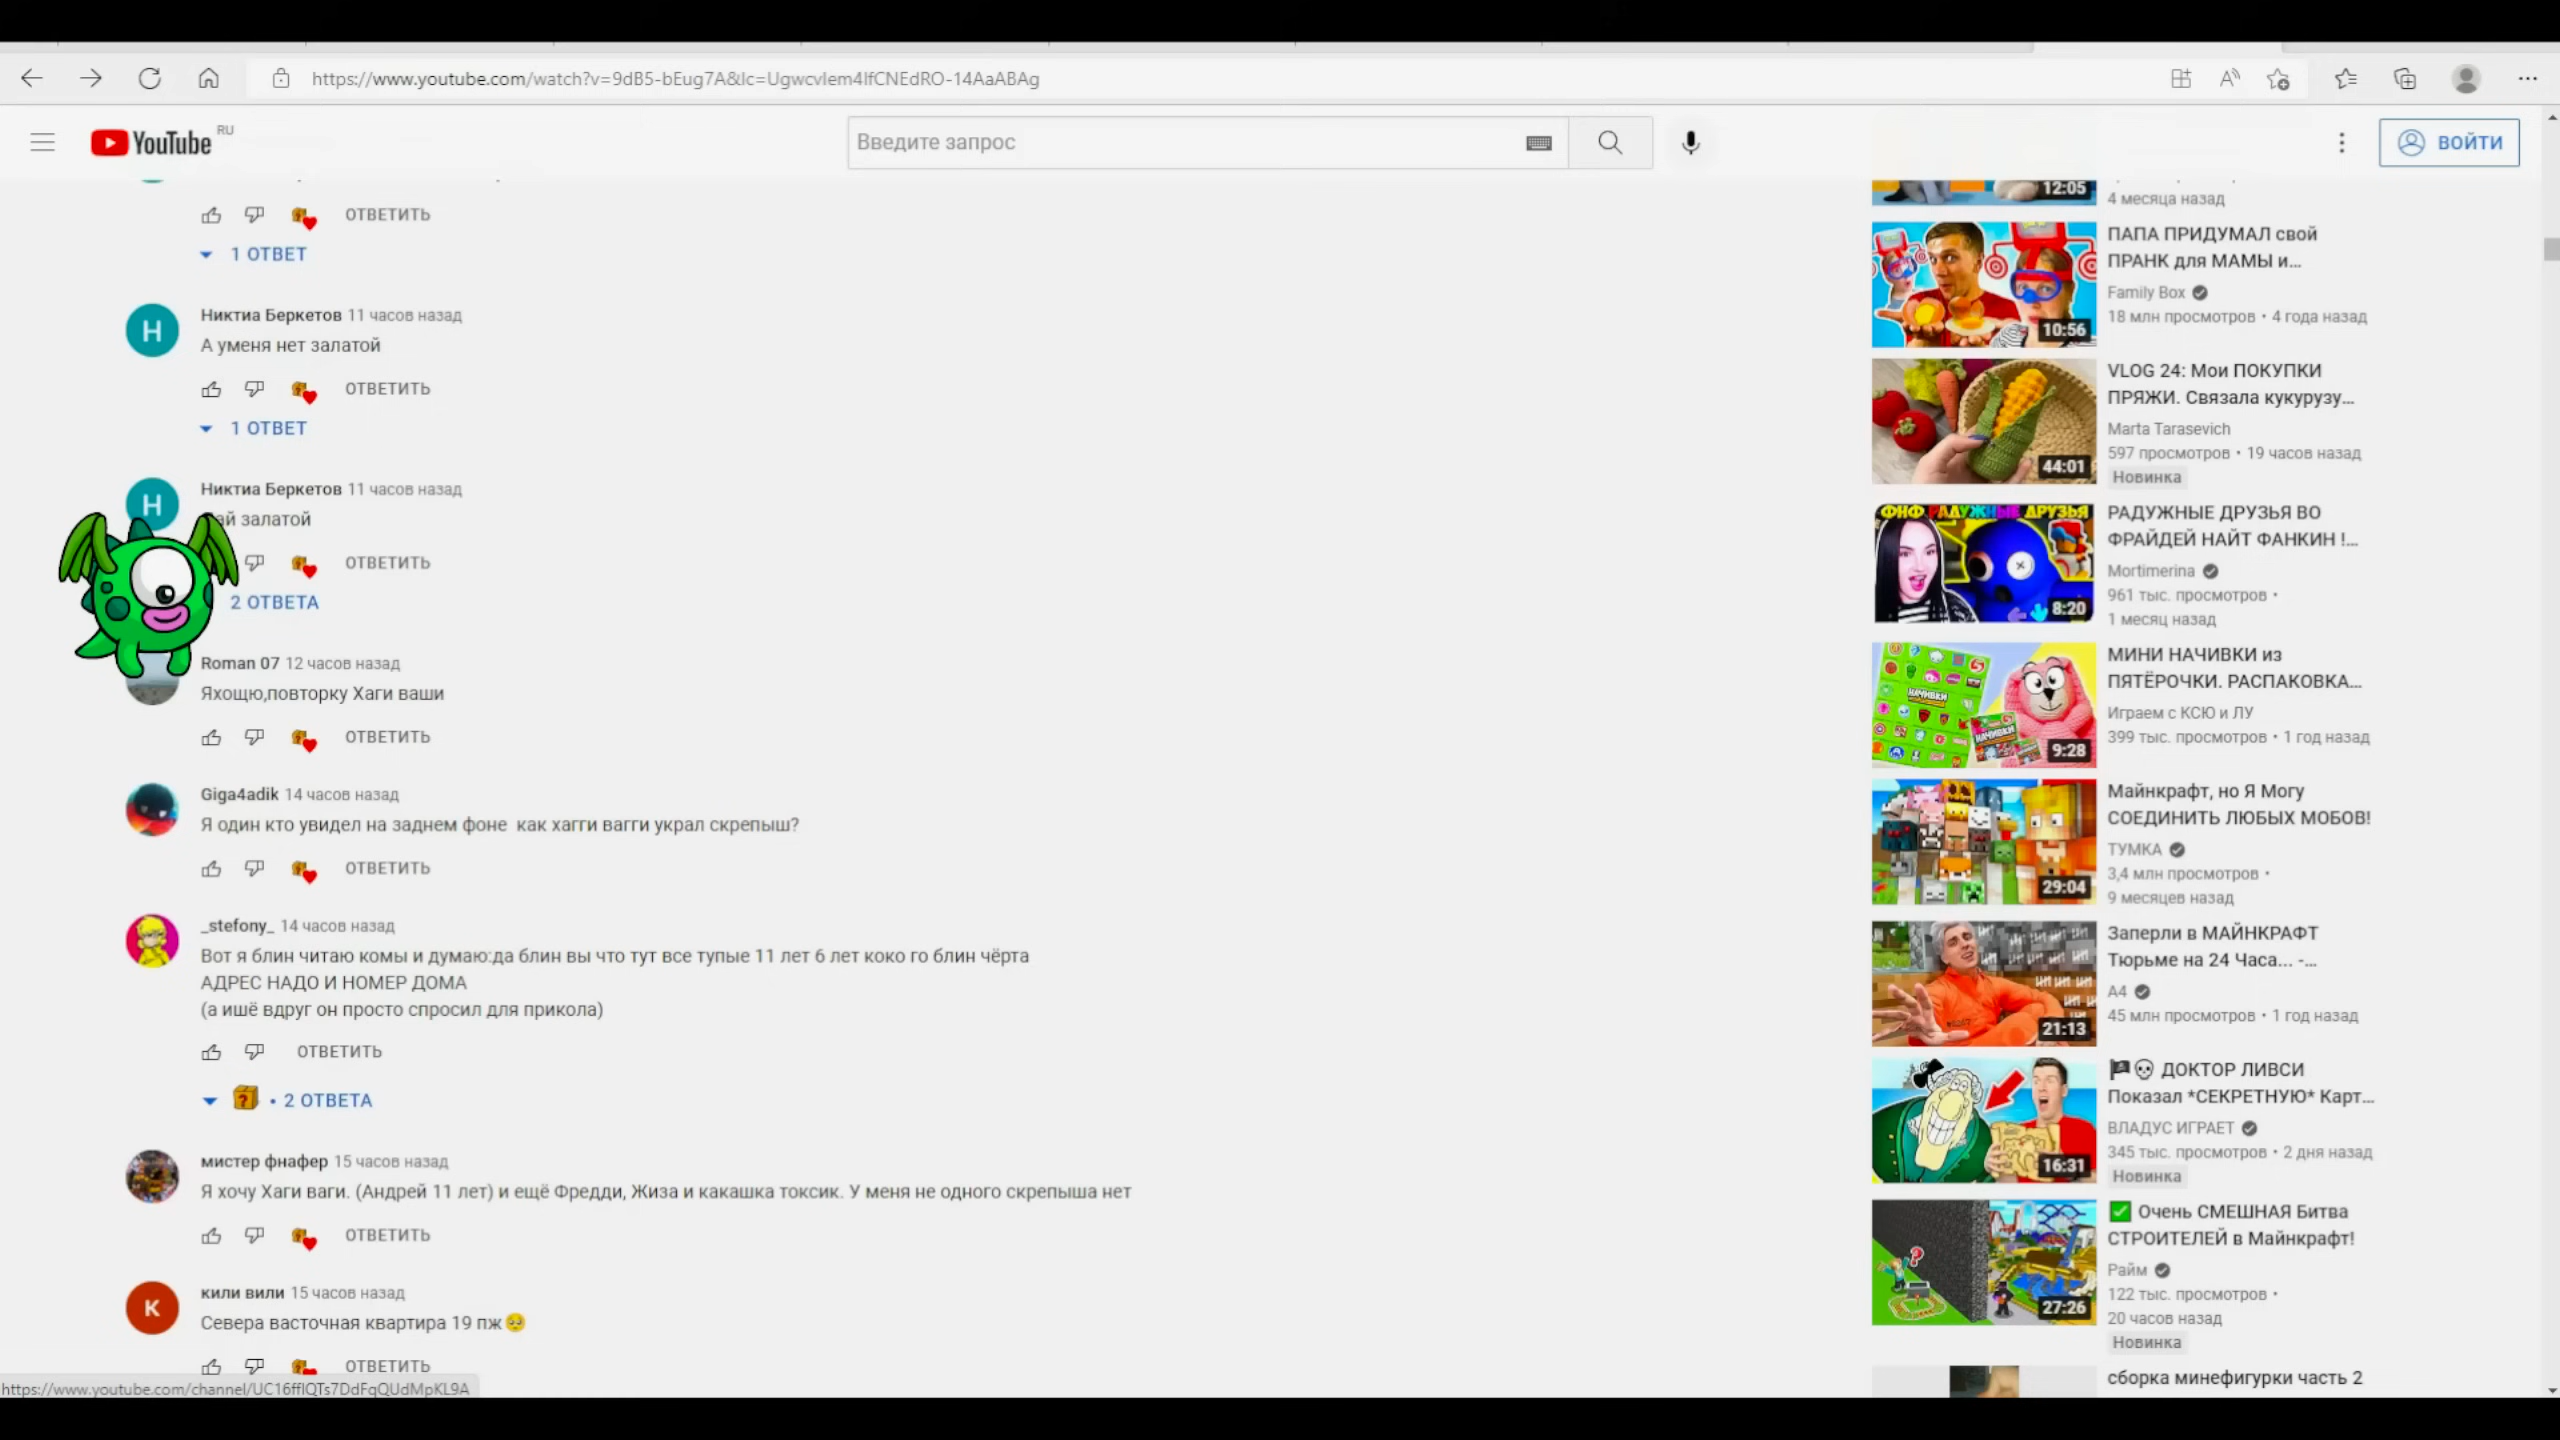 https://www.youtube.com/watch?v=9dB5-bEug7A&lc=UgwcvIem4IfCNEdRO-14AaABAg
YouTube RU
Введите запрос
ВОЙТИ
ОТВЕТИТЬ
1 ОТВЕТ
Никтиа Беркетов 11 часов назад
А уменя нет залатой
ОТВЕТИТЬ
1 ОТВЕТ
Никтиа Беркетов 11 часов назад
залатой
ОТВЕТИТЬ
2 ОТВЕТА
Roman 07 12 часов назад
Яхощю,повторку Хаги ваши
ОТВЕТИТЬ
Giga4adik 14 часов назад
Я один кто увидел на заднем фоне как хагги вагги украл скрепыш?
ОТВЕТИТЬ
_stefony_ 14 часов назад
Вот я блин читаю комы и думаю:да блин вы что тут все тупые 11 лет 6 лет коко го блин чёрта
АДРЕС НАДО И НОМЕР ДОМА
(а ишё вдруг он просто спросил для прикола)
ОТВЕТИТЬ
• 2 ОТВЕТА
мистер фнафер 15 часов назад
Я хочу Хаги ваги. (Андрей 11 лет) и ещё Фредди, Жиза и какашка токсик. У меня не одного скрепыша нет
ОТВЕТИТЬ
К
кили вили 15 часов назад
Севера васточная квартира 19 пж🥺
ОТВЕТИТЬ
https://www.youtube.com/channel/UC16fflQTs7DdFqQUdMpKL9A
12:05
4 месяца назад
10:56
ПАПА ПРИДУМАЛ свой
ПРАНК для МАМЫ и...
Family Box
18 млн просмотров • 4 года назад
44:01
VLOG 24: Мои ПОКУПКИ
ПРЯЖИ. Связала кукурузу...
Marta Tarasevich
597 просмотров • 19 часов назад
Новинка
ФНФ РАДУЖНЫЕ ДРУЗЬЯ
8:20
РАДУЖНЫЕ ДРУЗЬЯ ВО
ФРАЙДЕЙ НАЙТ ФАНКИН !...
Mortimerina
961 тыс. просмотров •
1 месяц назад
НАЧИВКИ
НАЧИВКИ
9:28
МИНИ НАЧИВКИ из
ПЯТЁРОЧКИ. РАСПАКОВКА...
Играем с КСЮ и ЛУ
399 тыс. просмотров • 1 год назад
29:04
Майнкрафт, но Я Могу
СОЕДИНИТЬ ЛЮБЫХ МОБОВ!
ТУМКА
3,4 млн просмотров •
9 месяцев назад
21:13
Заперли в МАЙНКРАФТ
Тюрьме на 24 Часа... -...
А4
45 млн просмотров • 1 год назад
16:31
🏴💀 ДОКТОР ЛИВСИ
Показал *СЕКРЕТНУЮ* Карт...
ВЛАДУС ИГРАЕТ
345 тыс. просмотров • 2 дня назад
Новинка
27:26
✅ Очень СМЕШНАЯ Битва
СТРОИТЕЛЕЙ в Майнкрафт!
Райм
122 тыс. просмотров •
20 часов назад
Новинка
сборка минефигурки часть 2